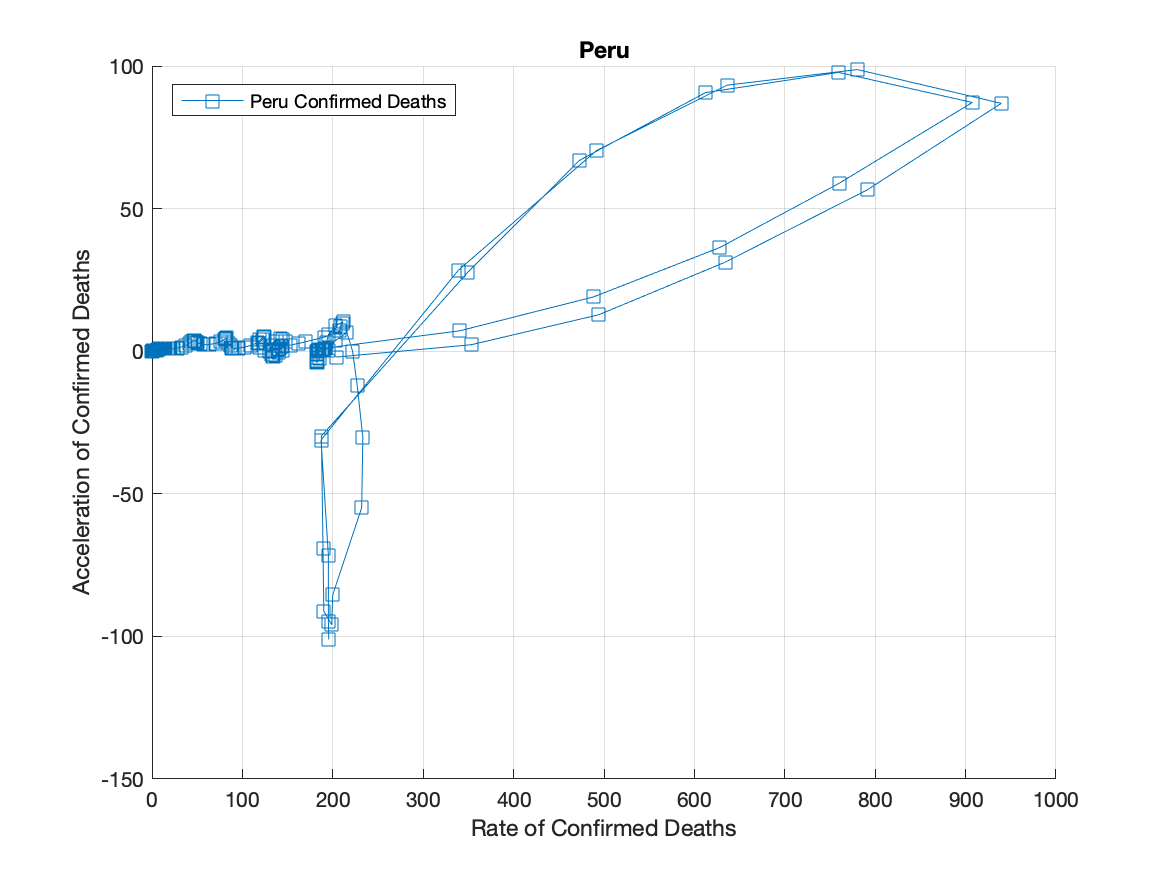 Peru
Peru Confirmed Deaths
100
50
0
-50
-100
-150
Acceleration of Confirmed Deaths
0 100 200 300 400 500 600 700 800 900 1000
Rate of Confirmed Deaths